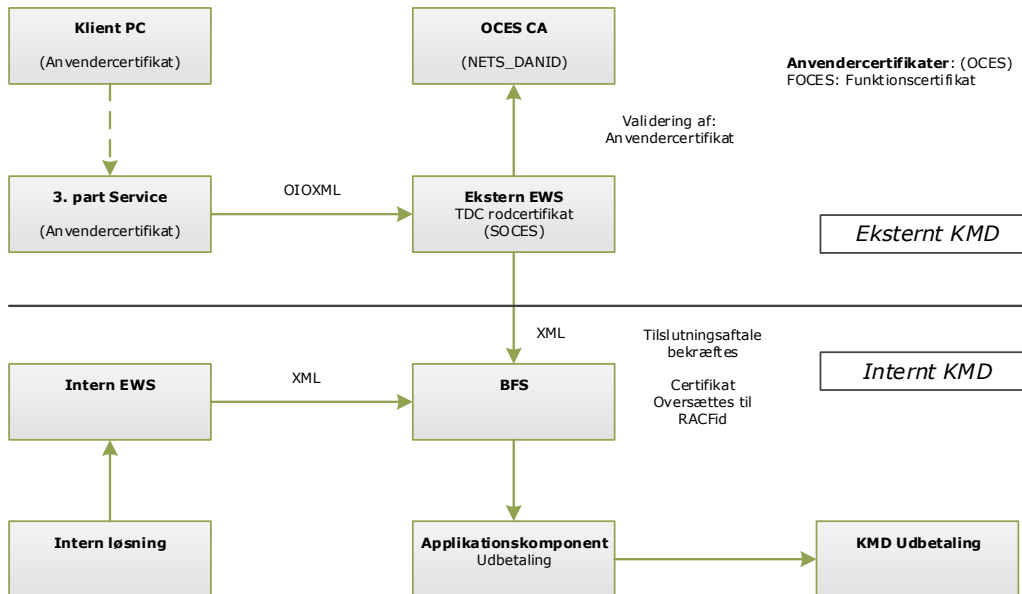 Klient PC
(Anvendercertifikat)
OCES CA
(NETS_DANID)
Anvendercertifikater: (OCES)
FOCES: Funktionscertifikat
Validering af:
Anvendercertifikat
3. part Service
(Anvendercertifikat)
OIOXML
Ekstern EWS
TDC rodcertifikat
(SOCES)
Eksternt KMD
XML
Tilslutningsaftale
bekræftes
Certifikat
Oversættes til
RACFid
Internt KMD
Intern EWS
XML
BFS
Intern løsning
Applikationskomponent
Udbetaling
KMD Udbetaling